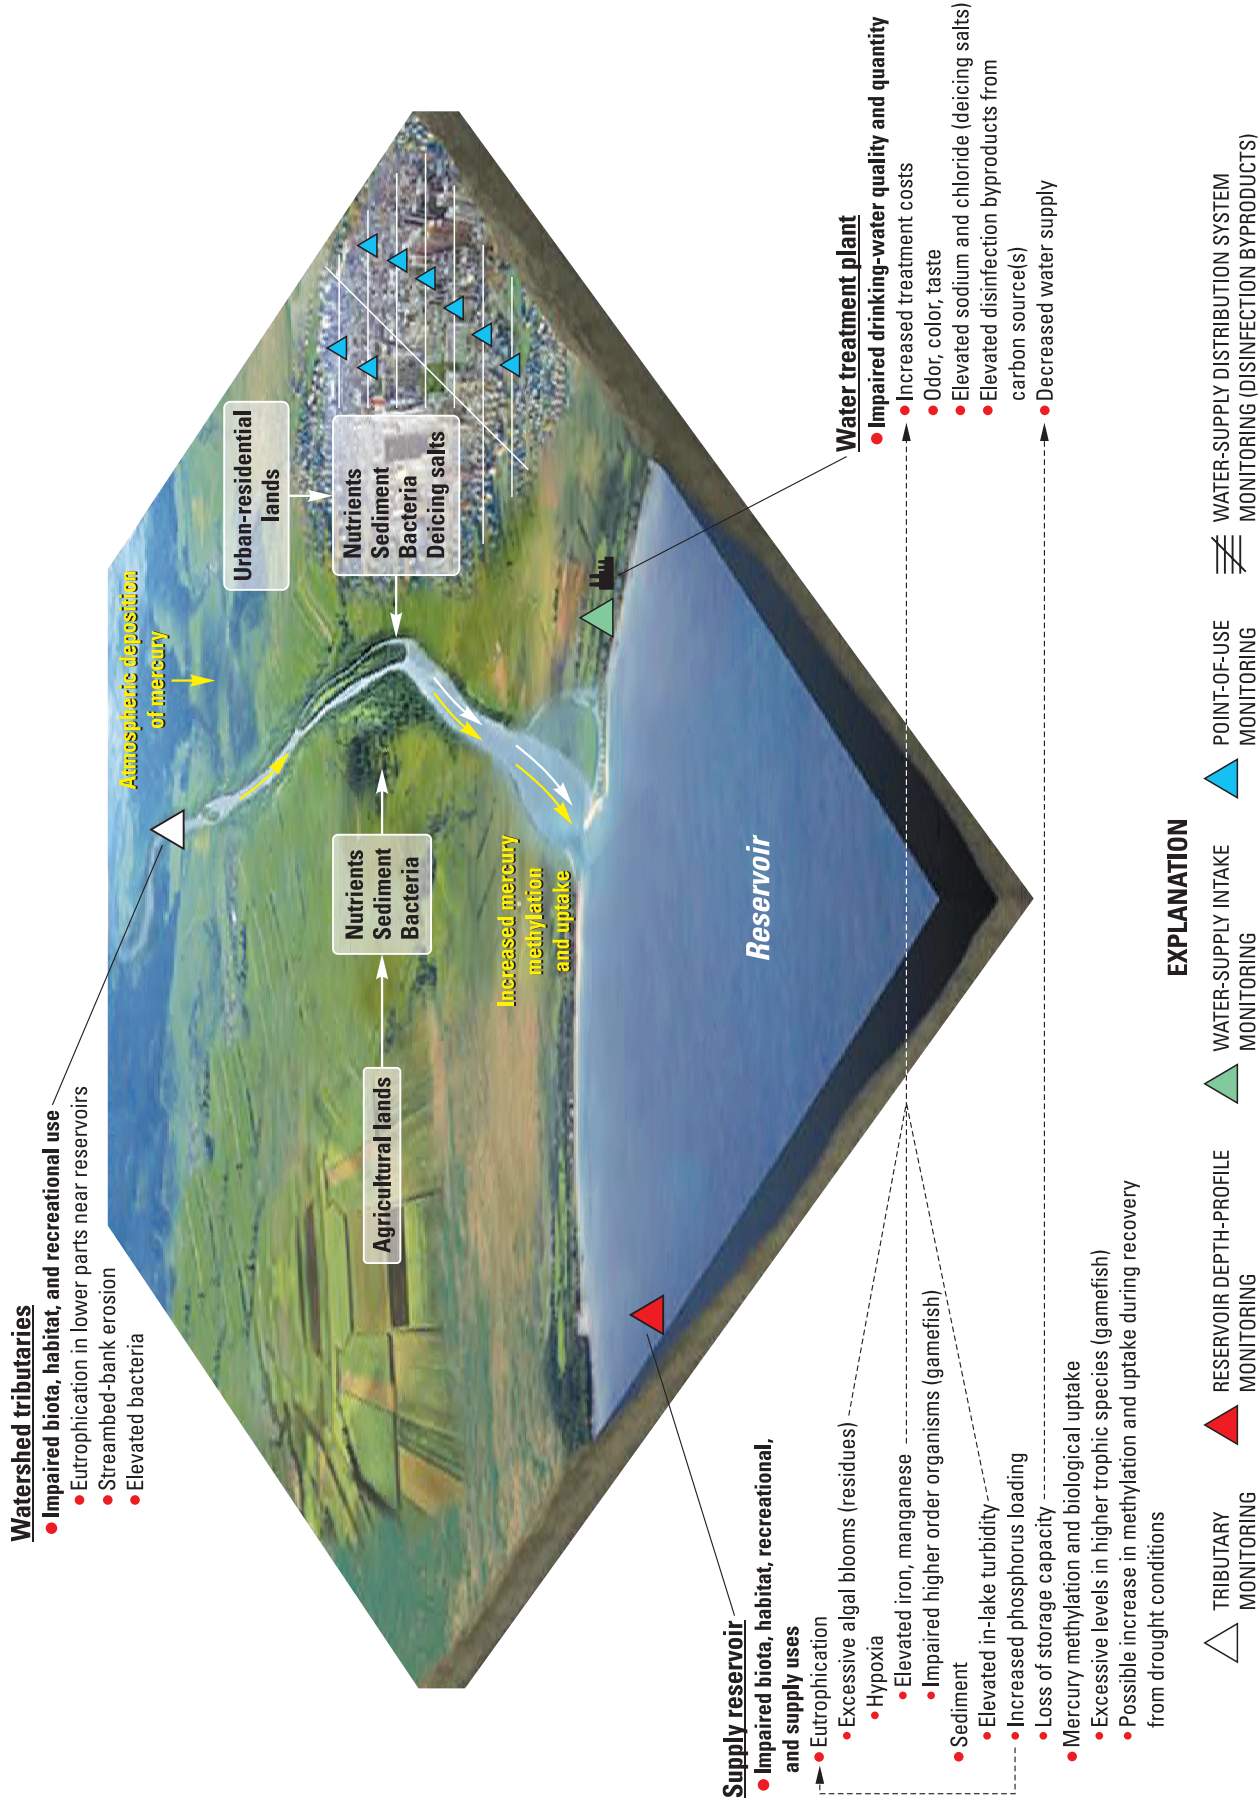 Watershed tributaries
Impaired biota, habitat, and recreational use
Eutrophication in lower parts near reservoirs
Streambed-bank erosion
Elevated bacteria
Atmospheric deposition
of mercury
Urban-residential
lands
Nutrients
Sediment
Bacteria
Deicing salts
Agricultural lands
Nutrients
Sediment
Bacteria
Increased mercury
methylation
and uptake
Reservoir
Supply reservoir
Impaired biota, habitat, recreational,
and supply uses
Eutrophication
Excessive algal blooms (residues)
Hypoxia
Elevated iron, manganese
Impaired higher order organisms (gamefish)
Sediment
Elevated in-lake turbidity
Increased phosphorus loading
Loss of storage capacity
Mercury methylation and biological uptake
Excessive levels in higher trophic species (gamefish)
Possible increase in methylation and uptake during recovery
from drought conditions
Water treatment plant
Impaired drinking-water quality and quantity
Increased treatment costs
Odor, color, taste
Elevated sodium and chloride (deicing salts)
Elevated disinfection byproducts from
carbon source(s)
Decreased water supply
EXPLANATION
TRIBUTARY
MONITORING
RESERVOIR DEPTH-PROFILE
MONITORING
WATER-SUPPLY INTAKE
MONITORING
POINT-OF-USE
MONITORING
WATER-SUPPLY DISTRIBUTION SYSTEM
MONITORING (DISINFECTION BYPRODUCTS)